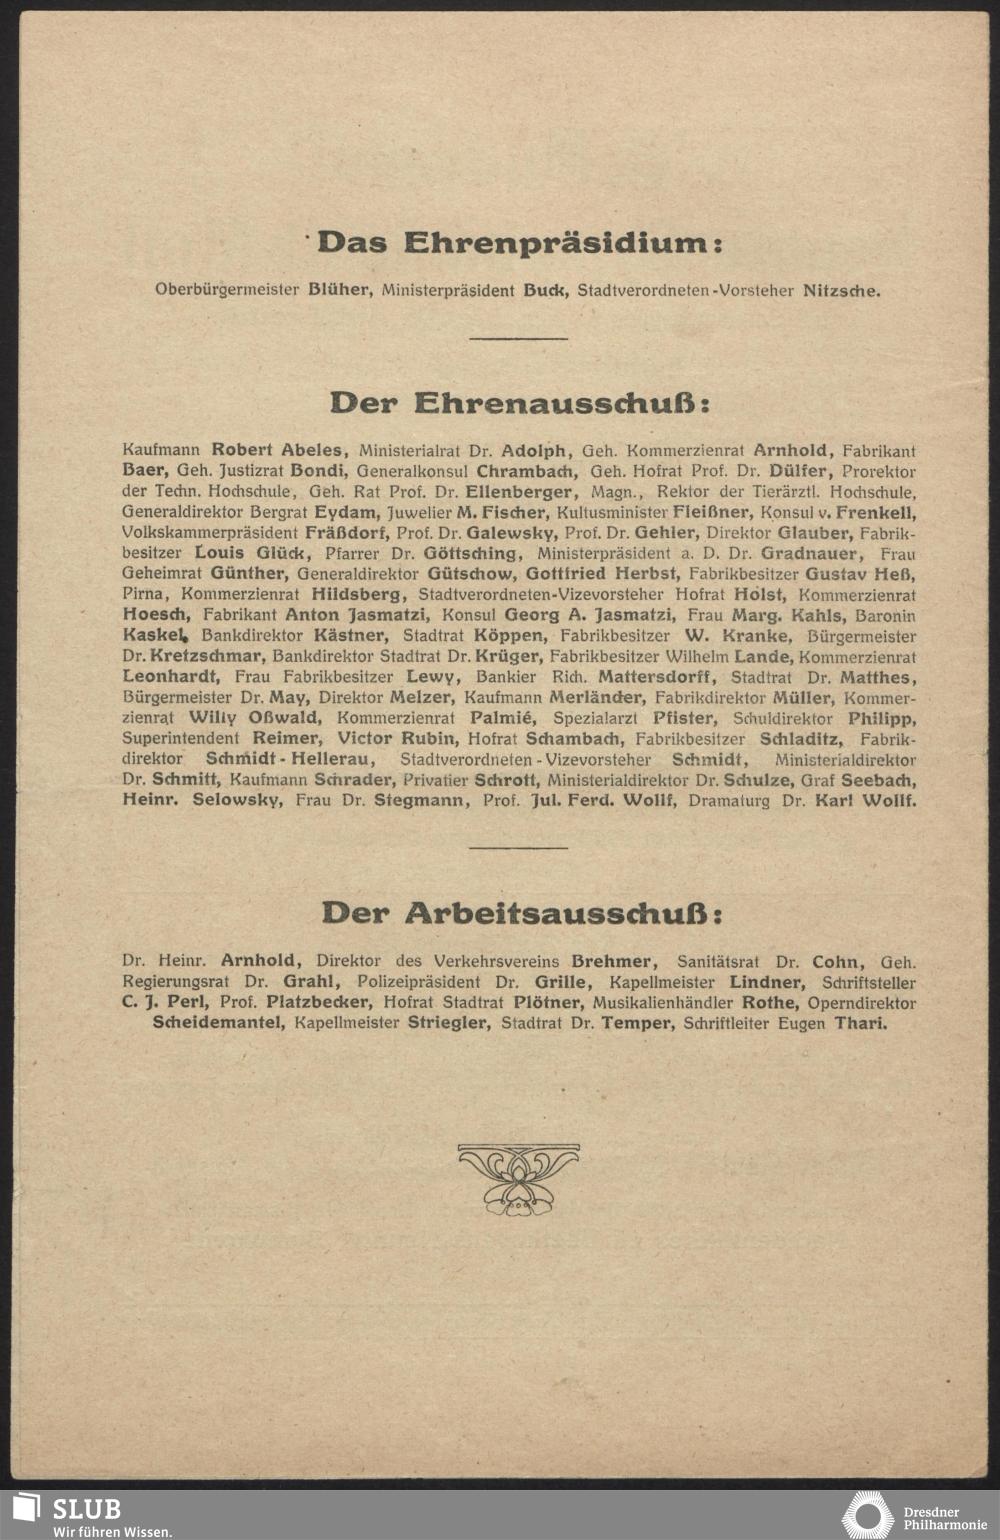 Das Ehrenpräsidium:
Oberbürgermeister Blüher, Ministerpräsident Buck, Stadtverordneten-Vorsteher Nitzsche.
Der Ehrenausschuß:
Kaufmann Robert Abeles, Ministerialrat Dr. Adolph, Geh. Kommerzienrat Arnhold, Fabrikant
Baer, Geh. Justizrat Bondi, Generalkonsul Chrambach, Geh. Hofrat Prof. Dr. Dülfer, Prorektor
der Techn. Hochschule, Geh. Rat Prof. Dr. Ellenberger, Magn., Rektor der Tierärztl. Hochschule,
Generaldirektor Bergrat Eydam, Juwelier M. Fischer, Kultusminister Fleißner, Konsul v. Frenkell,
Volkskammerpräsident Fräßdorf, Prof. Dr. Galewsky, Prof. Dr. Gehler, Direktor Glauber, Fabrik-
besitzer Louis Glück, Pfarrer Dr. Göttsching, Ministerpräsident a. D. Dr. Gradnauer, Frau
Geheimrat Günther, Generaldirektor Gütschow, Gottfried Herbst, Fabrikbesitzer Gustav Heß,
Pirna, Kommerzienrat Hildsberg, Stadtverordneten-Vizevorsteher Hofrat Holst, Kommerzienrat
Hoesch, Fabrikant Anton Jasmatzi, Konsul Georg A. Jasmatzi, Frau Marg. Kahls, Baronin
Kaskel, Bankdirektor Kästner, Stadtrat Köppen, Fabrikbesitzer W. Kranke, Bürgermeister
Dr. Kretzschmar, Bankdirektor Stadtrat Dr. Krüger, Fabrikbesitzer Wilhelm Lande, Kommerzienrat
Leonhardt, Frau Fabrikbesitzer Lewy, Bankier Rich. Mattersdorff, Stadtrat Dr. Matthes,
Bürgermeister Dr. May, Direktor Melzer, Kaufmann Merländer, Fabrikdirektor Müller, Kommer-
zienrat Willy Oßwald, Kommerzienrat Palmié, Spezialarzt Pfister, Schuldirektor Philipp,
Superintendent Reimer, Victor Rubin, Hofrat Schambach, Fabrikbesitzer Schladitz, Fabrik-
direktor Schmidt-Hellerau, Stadtverordneten-Vizevorsteher Schmidt, Ministerialdirektor
Dr. Schmitt, Kaufmann Schrader, Privatier Schrott, Ministerialdirektor Dr. Schulze, Graf Seebach,
Heinr. Selowsky, Frau Dr. Stegmann, Prof. Jul. Ferd. Wollf, Dramaturg Dr. Karl Wollf.
Der Arbeitsausschuß:
Dr. Heinr. Arnhold, Direktor des Verkehrsvereins Brehmer, Sanitätsrat Dr. Cohn, Geh.
Regierungsrat Dr. Grahl, Polizeipräsident Dr. Grille, Kapellmeister Lindner, Schriftsteller
C. J. Perl, Prof. Platzbecker, Hofrat Stadtrat Plötner, Musikalienhändler Rothe, Operndirektor
Scheidemantel, Kapellmeister Striegler, Stadtrat Dr. Temper, Schriftleiter Eugen Thari.
SLUB
Wir führen Wissen.
Dresdner
Philharmonie